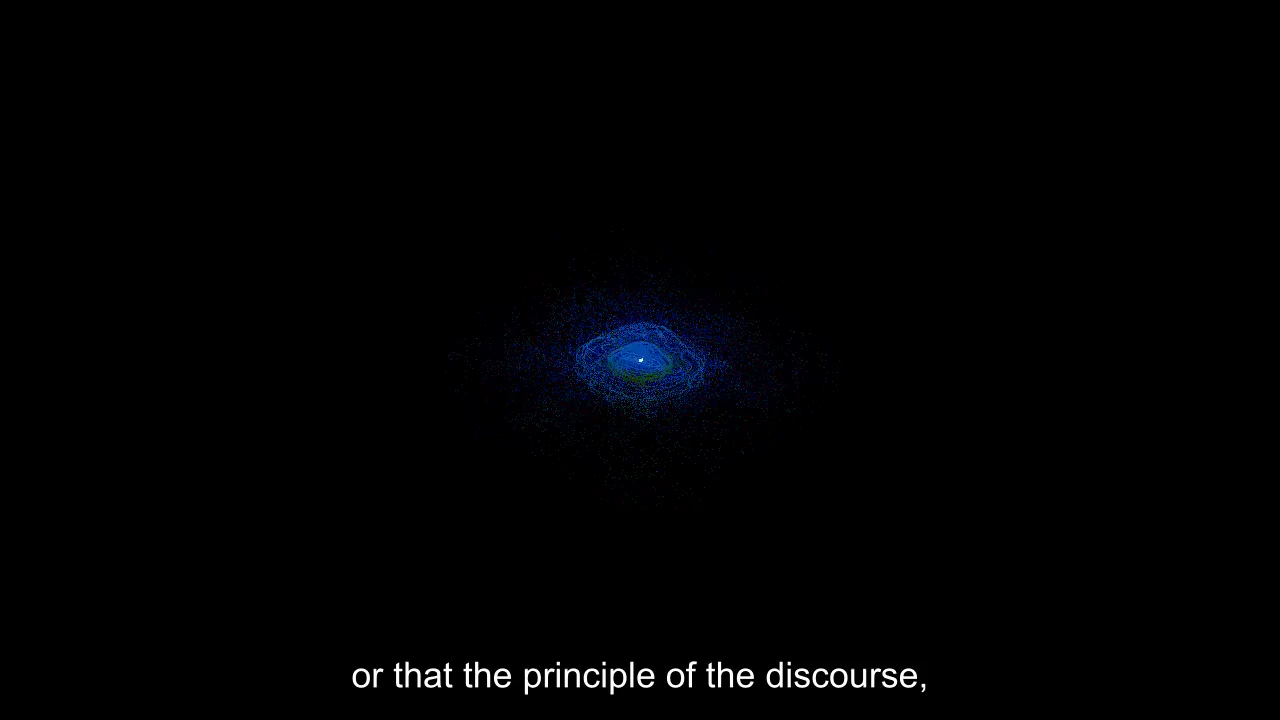 or that the principle of the discourse,